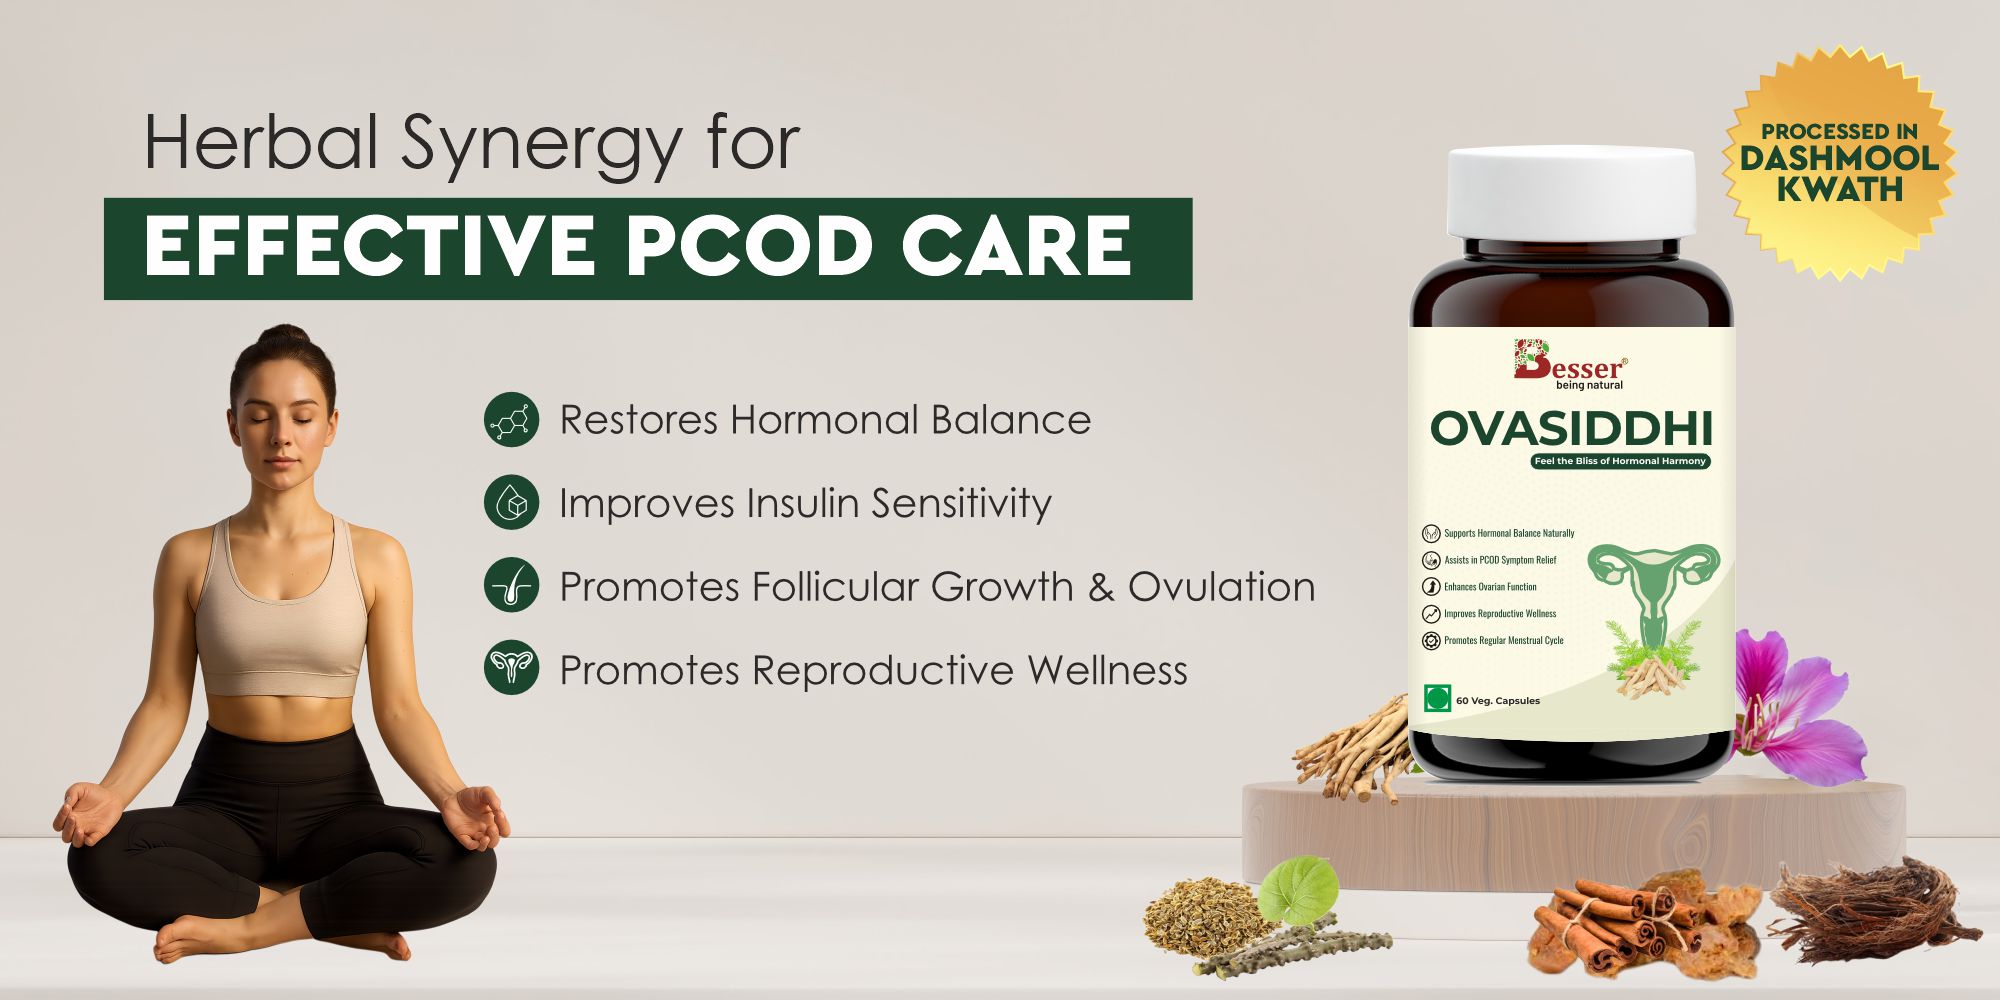 Herbal Synergy for
EFFECTIVE PCOD CARE
Restores Hormonal Balance
Improves Insulin Sensitivity
Promotes Follicular Growth & Ovulation
Promotes Reproductive Wellness
PROCESSED IN
DASHMOOL
KWATH
Besser®
being natural
OVASIDDHI
Feel the Bliss of Hormonal Harmony
Supports Hormonal Balance Naturally
Assists in PCOD Symptom Relief
Enhances Ovarian Function
Improves Reproductive Wellness
Promotes Regular Menstrual Cycle
60 Veg. Capsules